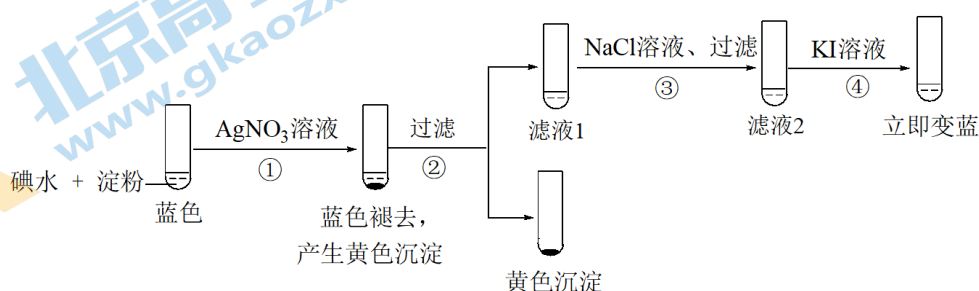 北京高
www.gkaozx
碘水 + 淀粉
蓝色
AgNO₃溶液
①
蓝色褪去，
产生黄色沉淀
过滤
②
滤液1
黄色沉淀
NaCl溶液、过滤
③
滤液2
KI溶液
④
立即变蓝